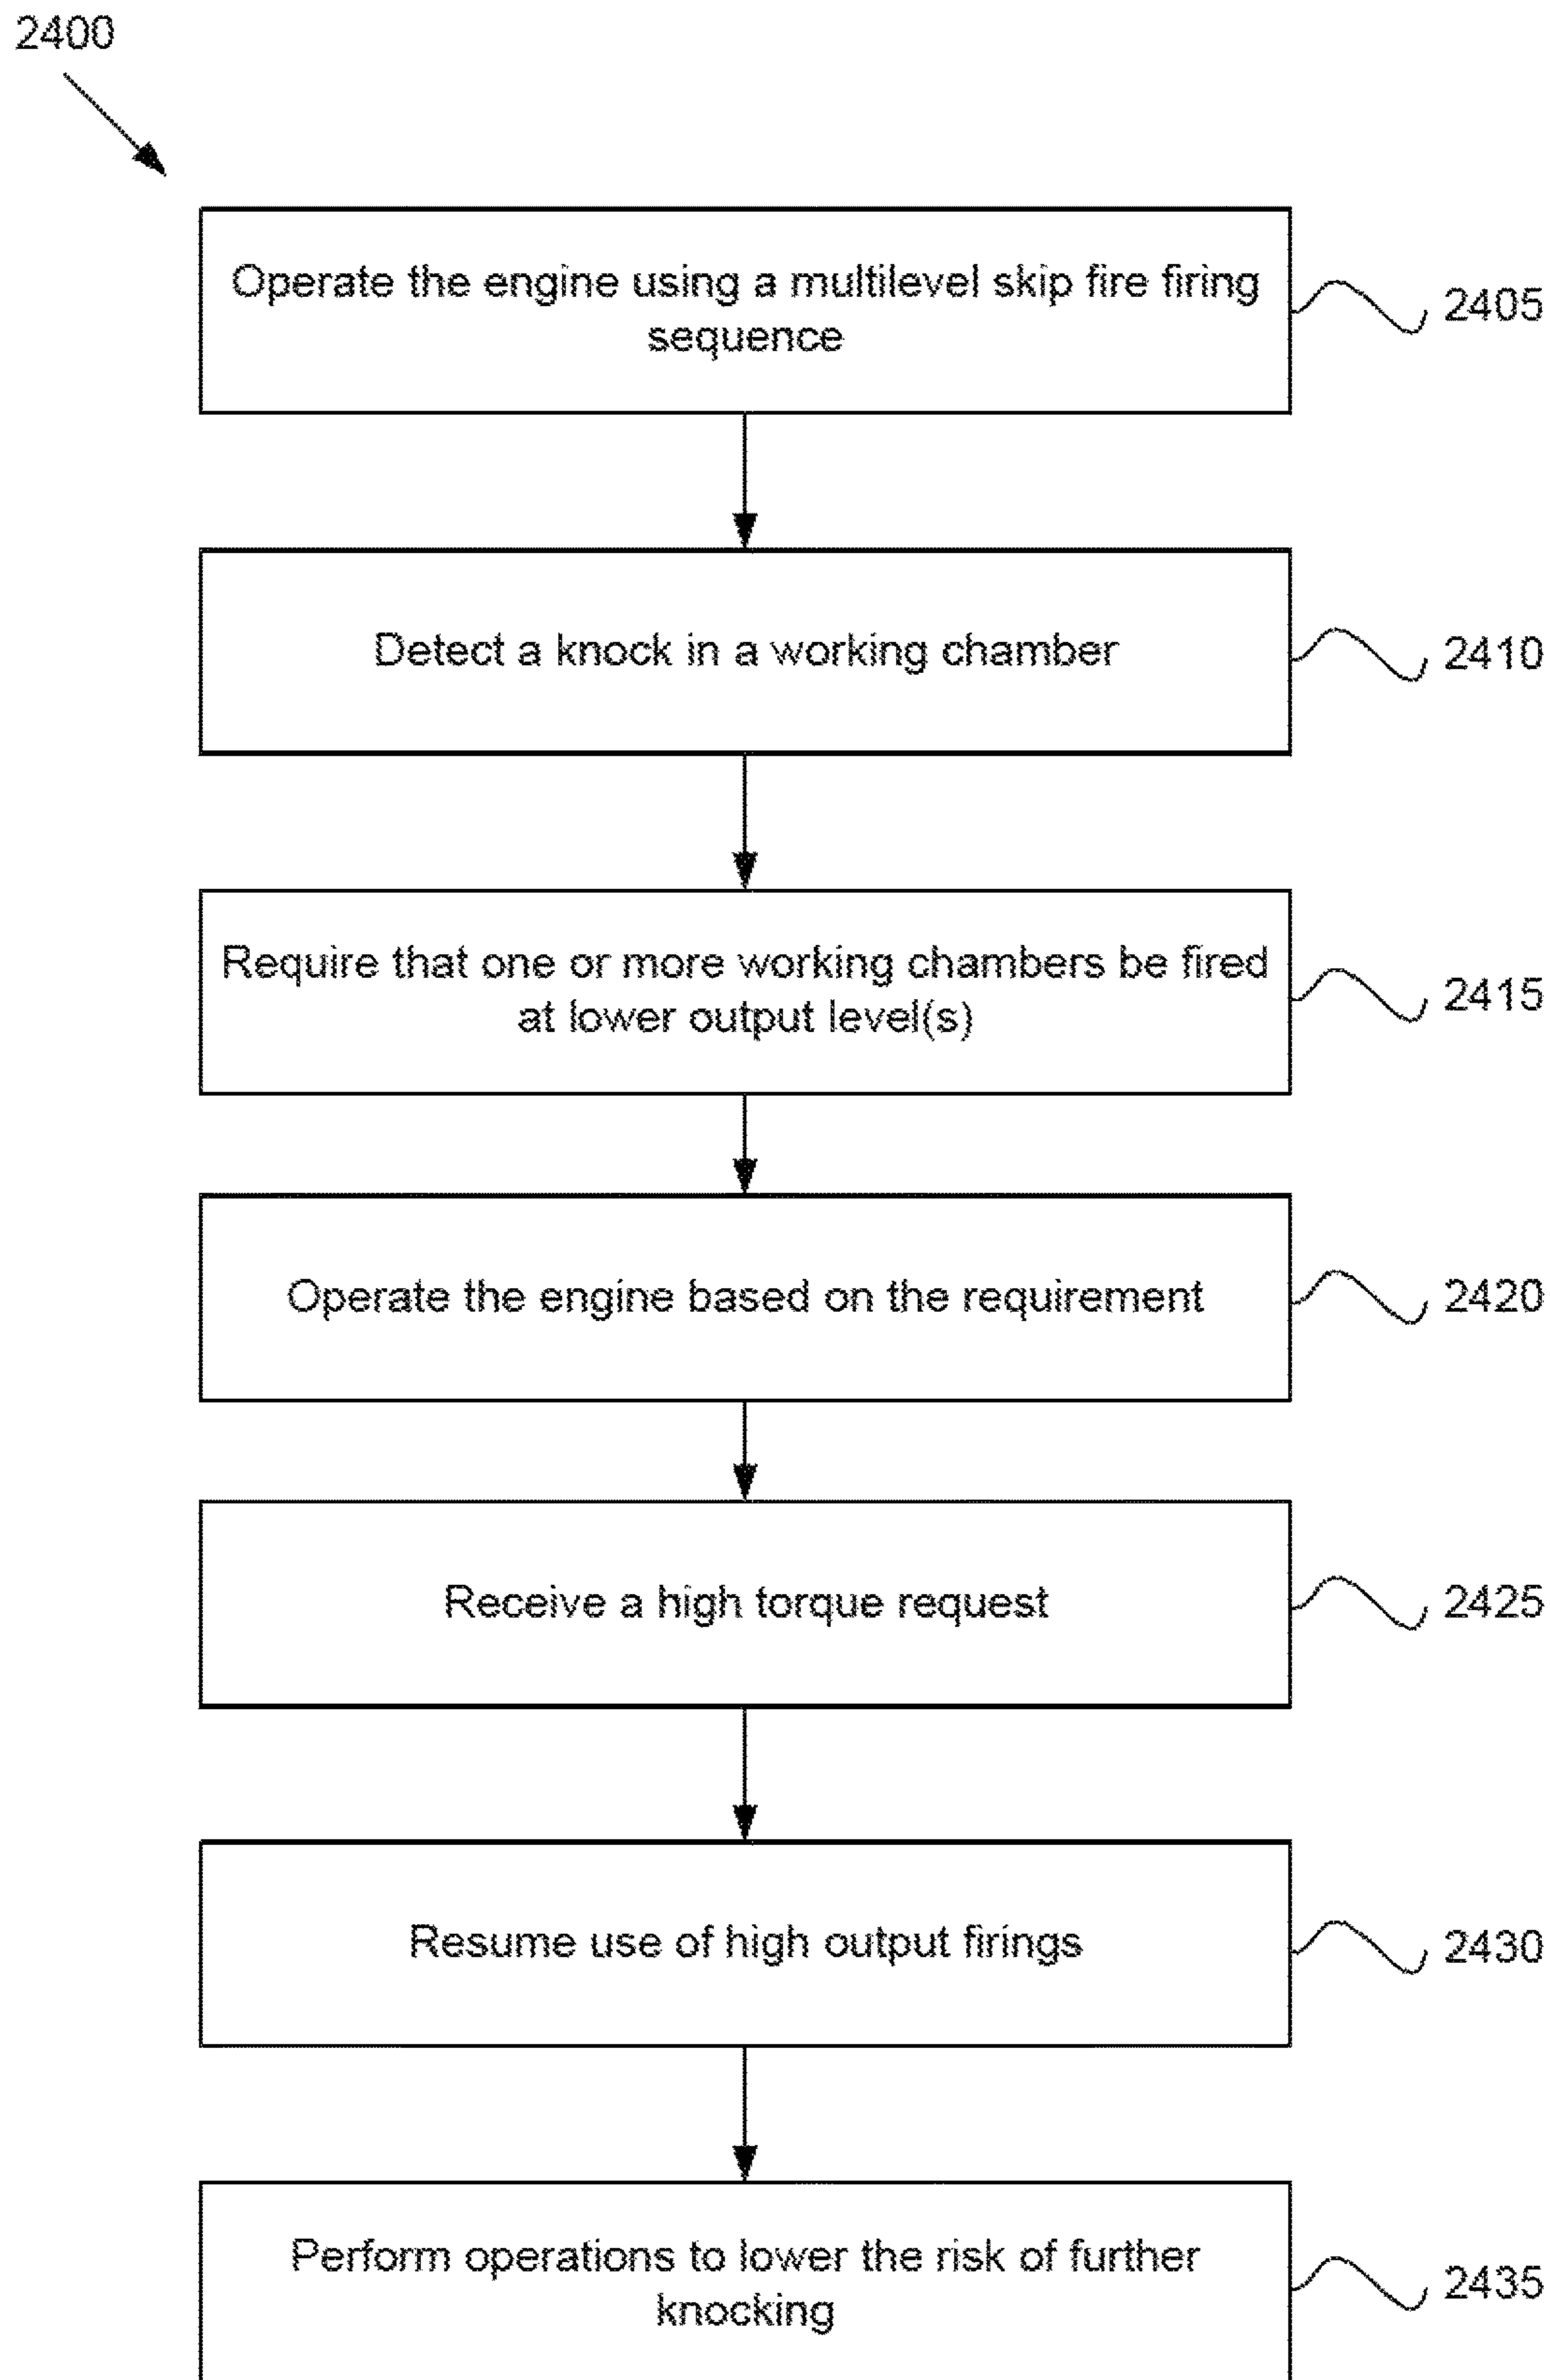 2400
Operate the engine using a multilevel skip fire firing
sequence
2405
Detect a knock in a working chamber
2410
Require that one or more working chambers be fired
at lower output level(s)
2415
Operate the engine based on the requirement
2420
Receive a high torque request
2425
Resume use of high output firings
2430
Perform operations to lower the risk of further
knocking
2435